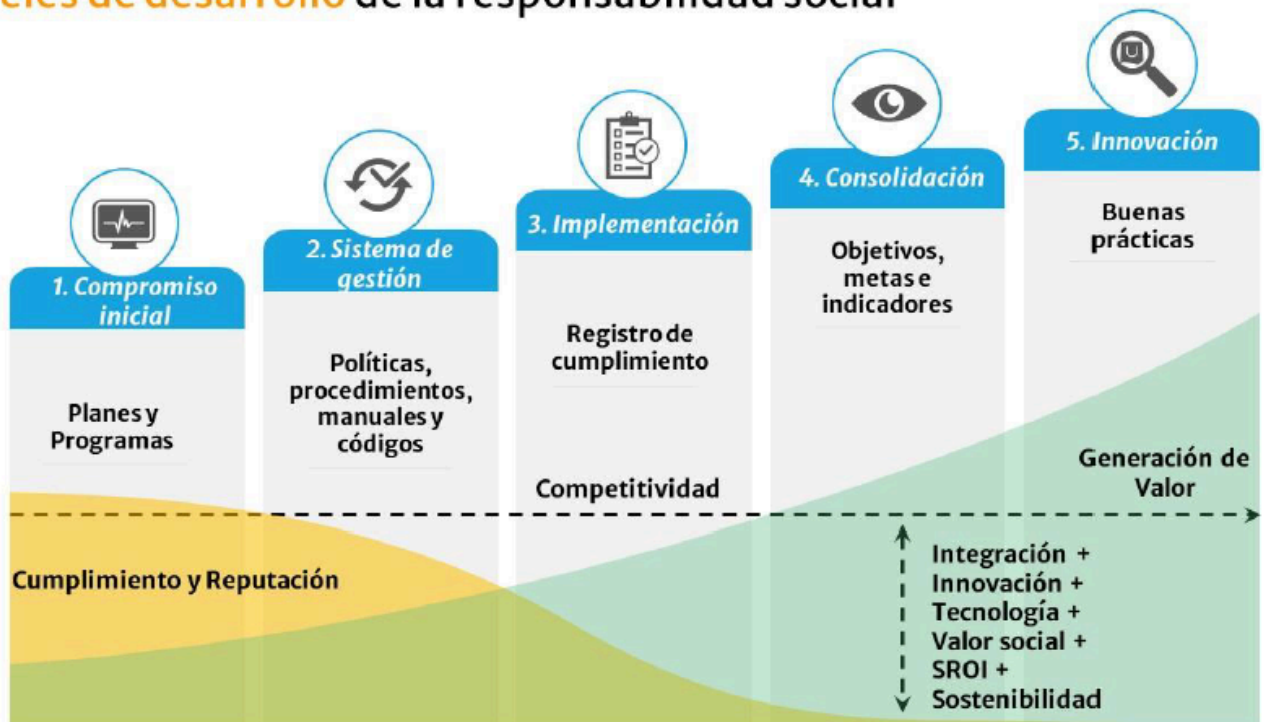 de desarrollo de la responsabilidad social
1. Compromiso
inicial
Planes y
Programas
2. Sistema de
gestión
Políticas,
procedimientos,
manuales y
códigos
3. Implementación
Registro de
cumplimiento
4. Consolidación
Objetivos,
metas e
indicadores
5. Innovación
Buenas
prácticas
Cumplimiento y Reputación
Competitividad
Generación de
Valor
Integración +
Innovación +
Tecnología +
Valor social +
SROI +
Sostenibilidad